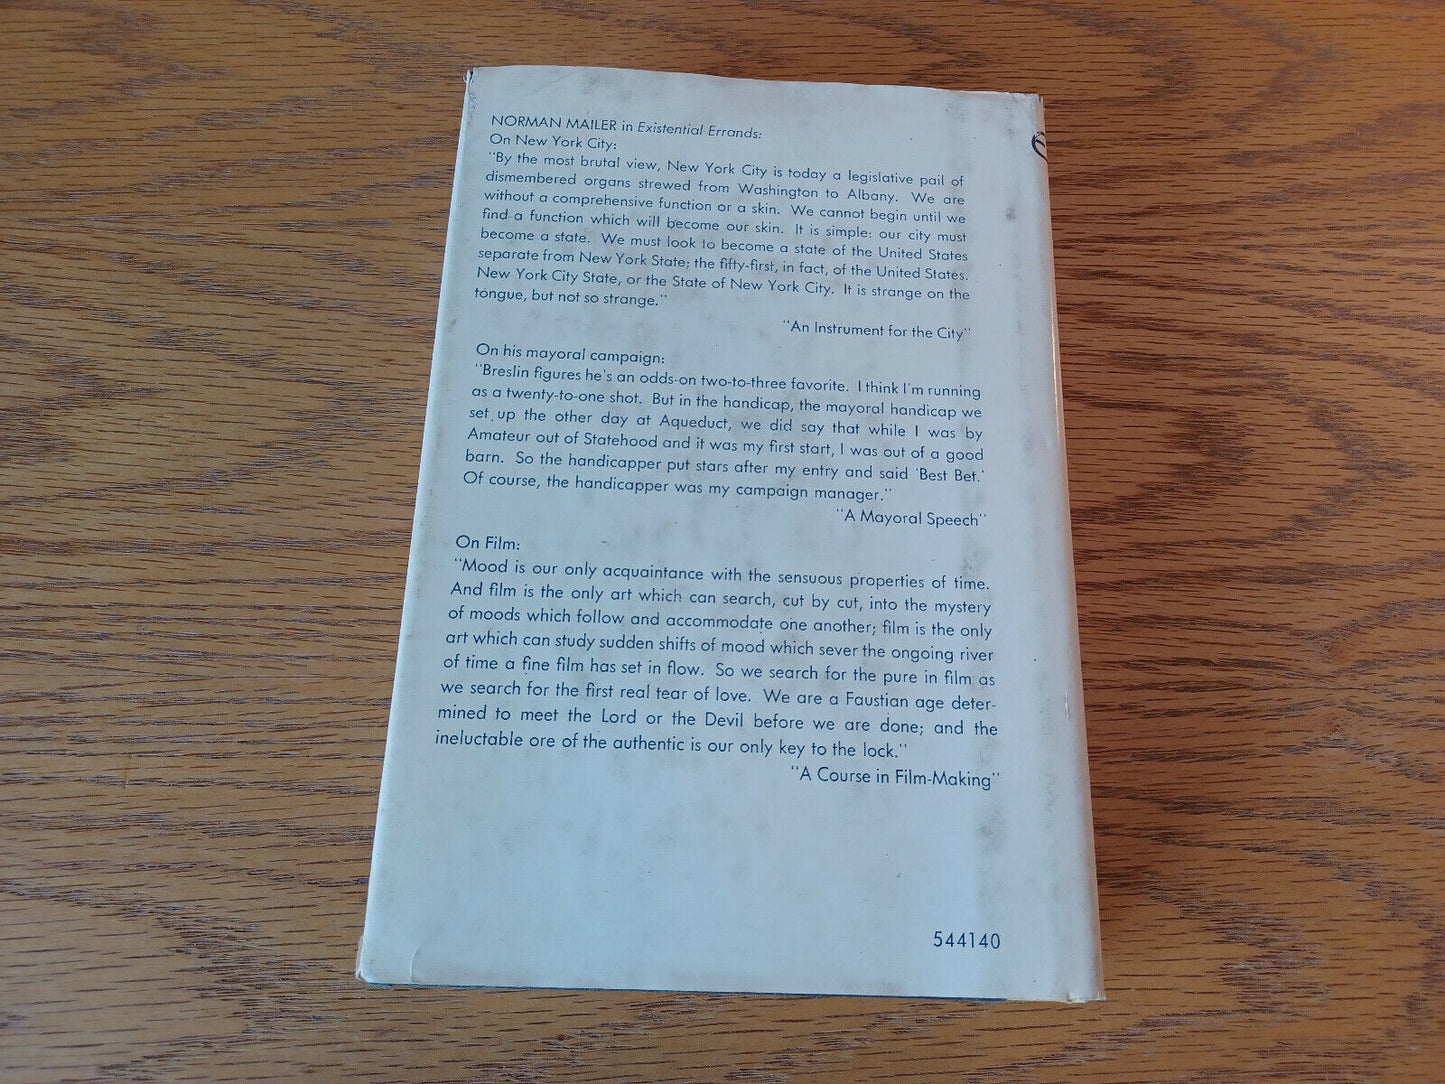 NORMAN MAILER in Existential Errands:
On New York City:
"By the most brutal view, New York City is today a legislative pail of
dismembered organs strewed from Washington to Albany. We are
without a comprehensive function or a skin. We cannot begin until we
find a function which will become our skin. It is simple: our city must
become a state. We must look to become a state of the United States
separate from New York State; the fifty-first, in fact, of the United States.
New York City State, or the State of New York City. It is strange on the
tongue, but not so strange."
"An Instrument for the City"
On his mayoral campaign:
"Breslin figures he's an odds-on two-to-three favorite. I think I'm running
as a twenty-to-one shot. But in the handicap, the mayoral handicap we
set up the other day at Aqueduct, we did say that while I was by
Amateur out of Statehood and it was my first start, I was out of a good
barn. So the handicapper put stars after my entry and said 'Best Bet.'
Of course, the handicapper was my campaign manager."
"A Mayoral Speech"
On Film:
"Mood is our only acquaintance with the sensuous properties of time.
And film is the only art which can search, cut by cut, into the mystery
of moods which follow and accommodate one another; film is the only
art which can study sudden shifts of mood which sever the ongoing river
of time a fine film has set in flow. So we search for the pure in film as
we search for the first real tear of love. We are a Faustian age deter-
mined to meet the Lord or the Devil before we are done; and the
ineluctable ore of the authentic is our only key to the lock."
"A Course in Film-Making"
544140